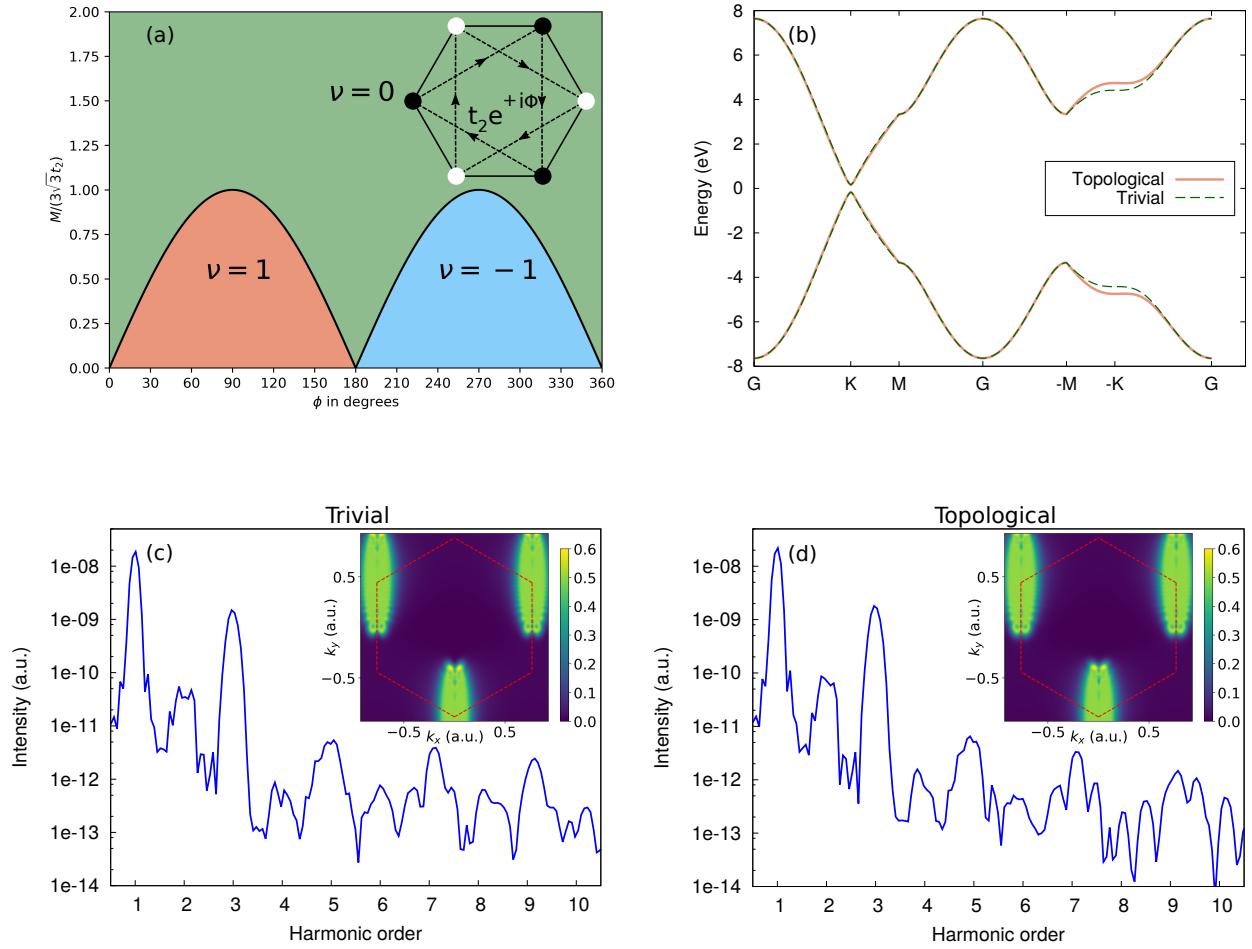 (a)
2.00
1.75
1.50
1.25
1.00
0.75
0.50
0.25
0.00
M/(3√3t₂)
ν = 0
t₂e⁺ⁱΦ
ν = 1
ν = − 1
0 30 60 90 120 150 180 210 240 270 300 330 360
ϕ in degrees
(b)
8
6
4
2
0
-2
-4
-6
-8
Energy (eV)
Topological
Trivial
G K M G -M -K G
Trivial
(c)
1e-08
1e-09
1e-10
1e-11
1e-12
1e-13
1e-14
Intensity (a.u.)
0.5
−0.5
k_y (a.u.)
−0.5 0.5
k_x (a.u.)
0.6
0.5
0.4
0.3
0.2
0.1
0.0
1 2 3 4 5 6 7 8 9 10
Harmonic order
Topological
(d)
1e-08
1e-09
1e-10
1e-11
1e-12
1e-13
1e-14
Intensity (a.u.)
0.5
−0.5
k_y (a.u.)
−0.5 0.5
k_x (a.u.)
0.6
0.5
0.4
0.3
0.2
0.1
0.0
1 2 3 4 5 6 7 8 9 10
Harmonic order